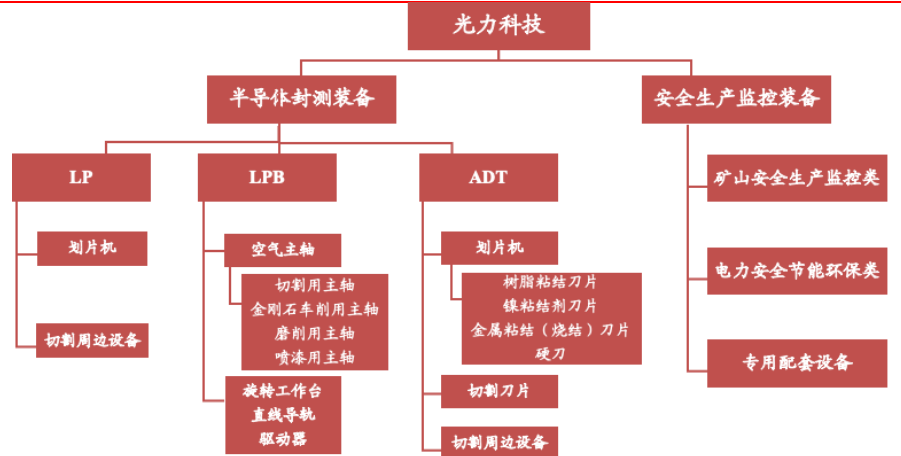 光力科技
半导体封测装备
安全生产监控装备
LP
LPB
ADT
划片机
切割周边设备
空气主轴
切割用主轴
金刚石车削用主轴
磨削用主轴
喷漆用主轴
旋转工作台
直线导轨
驱动器
划片机
树脂粘结刀片
镍粘结剂刀片
金属粘结（烧结）刀片
硬刀
切割刀片
切割周边设备
矿山安全生产监控类
电力安全节能环保类
专用配套设备